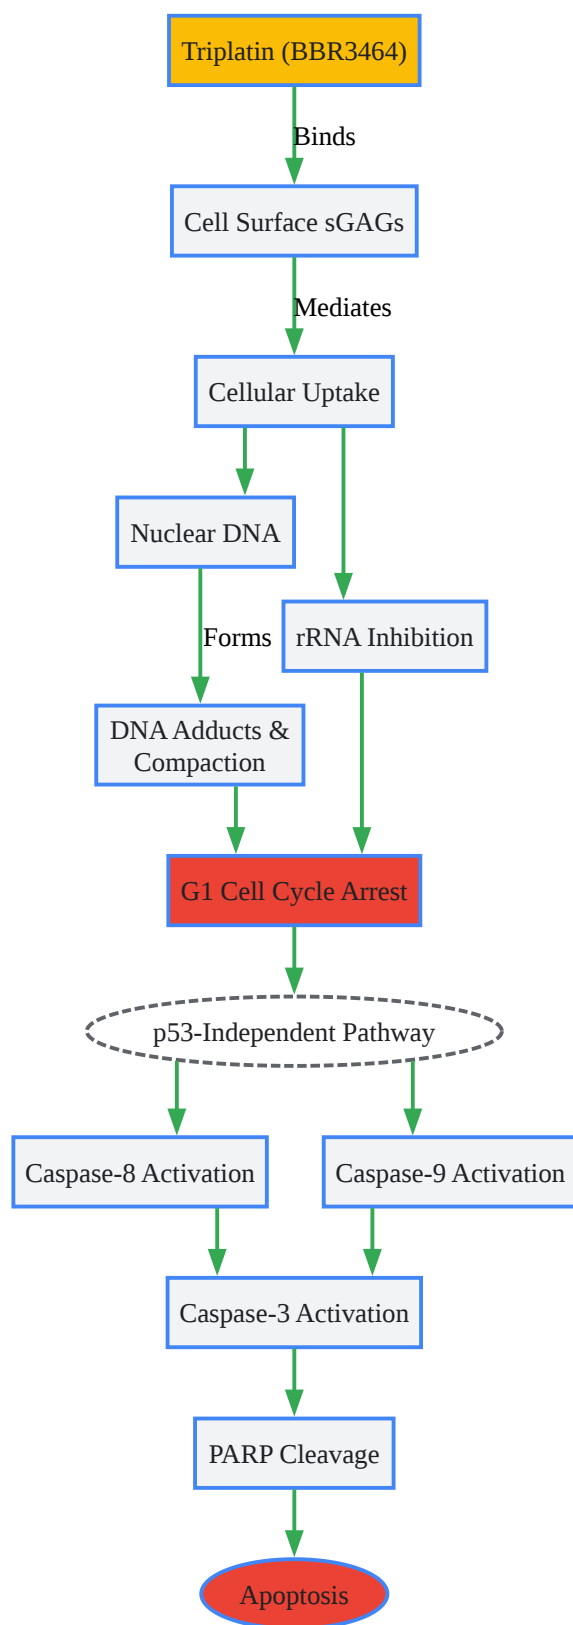 Triplatin (BBR3464)
Binds
Cell Surface sGAGs
Mediates
Cellular Uptake
Nuclear DNA
Forms
rRNA Inhibition
DNA Adducts &
Compaction
G1 Cell Cycle Arrest
p53-Independent Pathway
Caspase-8 Activation
Caspase-9 Activation
Caspase-3 Activation
PARP Cleavage
Apoptosis